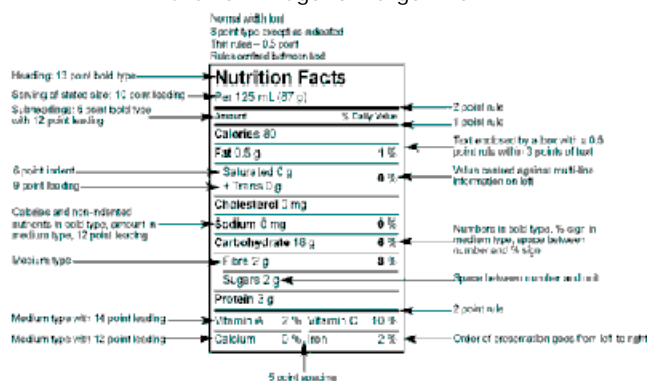 Normal width font
8 point type except as indicated
Thin rules – 0.5 point
Rules centred between text
Heading: 13 point bold type
Nutrition Facts
Serving of stated size: 10 point leading
Per 125 mL (87 g)
Subheadings: 6 point bold type
with 12 point leading
Amount % Daily Value
2 point rule
1 point rule
Calories 80
Fat 0.5 g 1 %
Text enclosed by a box with a 0.5
point rule within 3 points of text
6 point indent
Saturated 0 g
9 point leading
+ Trans 0 g
0 %
Value centred against multi-line
information on left
Cholesterol 0 mg
Calories and non-indented
nutrients in bold type, amount in
medium type, 12 point leading
Sodium 0 mg 0 %
Carbohydrate 18 g 6 %
Numbers in bold type, % sign in
medium type, space between
number and % sign
Medium type
Fibre 2 g 8 %
Sugars 2 g
Space between number and unit
Protein 3 g
2 point rule
Medium type with 14 point leading
Vitamin A 2 % Vitamin C 10 %
Medium type with 12 point leading
Calcium 0 % Iron 2 %
Order of presentation goes from left to right
5 point spacing